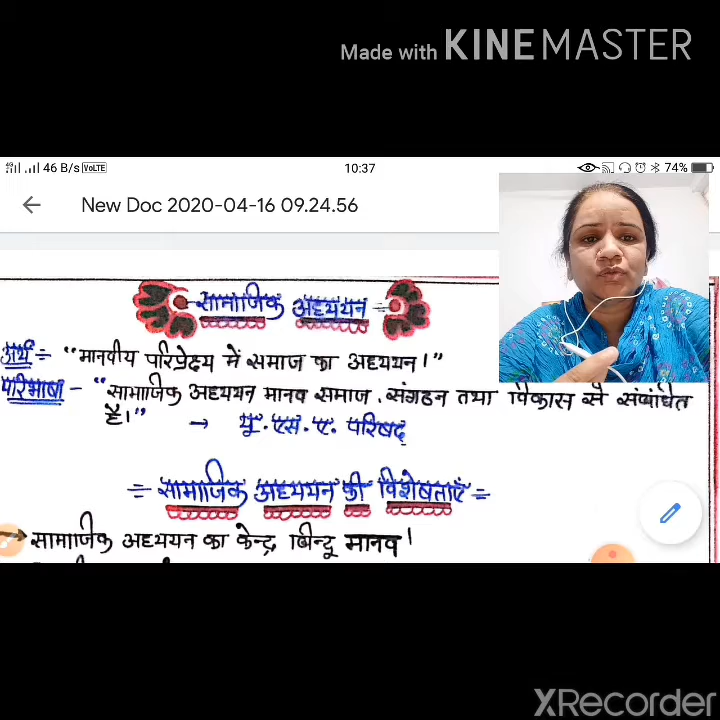 Made with KINEMASTER
46 B/s VoLTE 10:37 74%
New Doc 2020-04-16 09.24.56
सामाजिक अध्ययन
अर्थ = "मानवीय परिप्रेक्ष्य में समाज का अध्ययन।"
परिभाषा - "सामाजिक अध्ययन मानव समाज, संगठन तथा विकास से संबंधित
है।" → यू.एस.ए. परिषद्
= सामाजिक अध्ययन की विशेषताएँ =
→ सामाजिक अध्ययन का केन्द्र बिन्दू मानव।
XRecorder